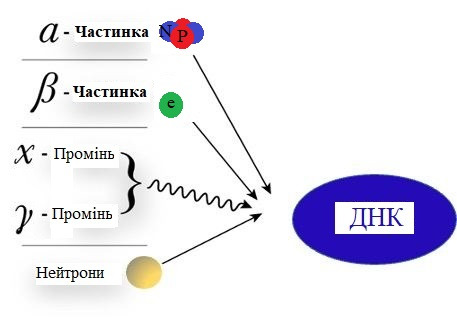 α - Частинка N P
β - Частинка e
x - Промінь
γ - Промінь
ДНК
Нейтрони